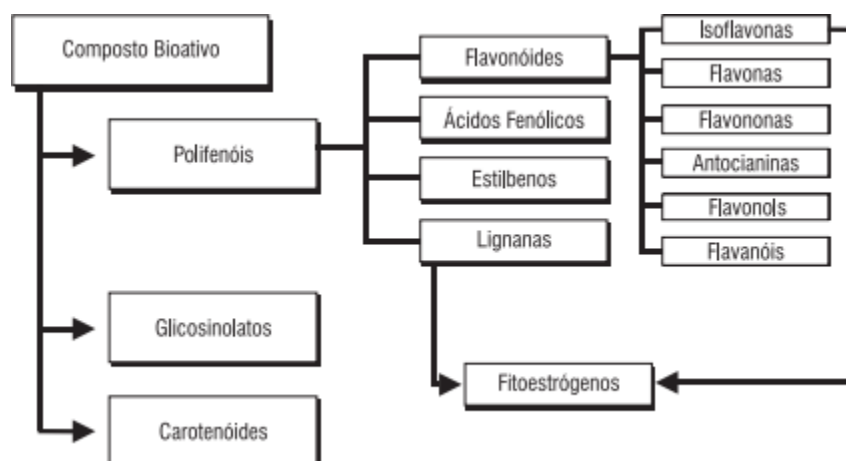 Composto Bioativo
Polifenóis
Glicosinolatos
Carotenóides
Flavonóides
Ácidos Fenólicos
Estilbenos
Lignanas
Fitoestrógenos
Isoflavonas
Flavonas
Flavononas
Antocianinas
Flavonols
Flavanóis